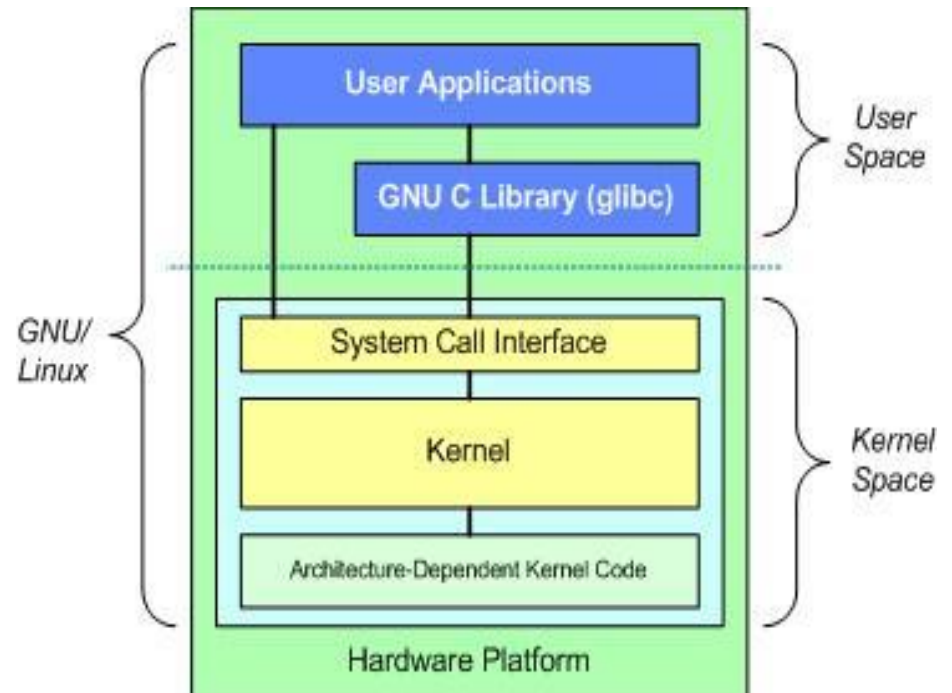 User Applications
GNU C Library (glibc)
User
Space
GNU/
Linux
System Call Interface
Kernel
Architecture-Dependent Kernel Code
Kernel
Space
Hardware Platform